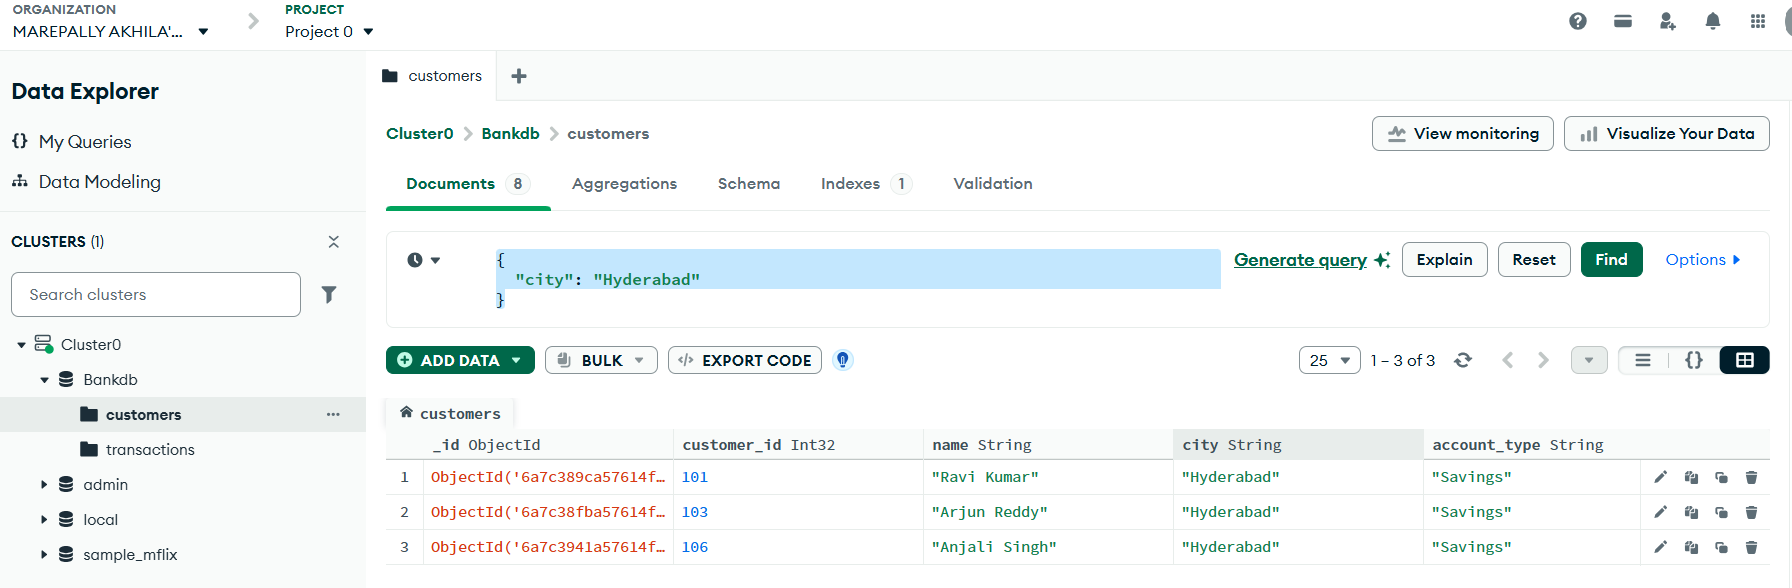 ORGANIZATION
MAREPALLY AKHILA'...
PROJECT
Project 0
Data Explorer
My Queries
Data Modeling
CLUSTERS (1)
Search clusters
Cluster0
Bankdb
customers
transactions
admin
local
sample_mflix
customers
Cluster0 > Bankdb > customers
View monitoring
Visualize Your Data
Documents 8
Aggregations
Schema
Indexes 1
Validation
{
"city": "Hyderabad"
}
Generate query
Explain
Reset
Find
Options
ADD DATA
BULK
EXPORT CODE
25
1 – 3 of 3
customers
_id ObjectId customer_id Int32 name String city String account_type String
1 ObjectId('6a7c389ca57614f… 101 "Ravi Kumar" "Hyderabad" "Savings"
2 ObjectId('6a7c38fba57614f… 103 "Arjun Reddy" "Hyderabad" "Savings"
3 ObjectId('6a7c3941a57614f… 106 "Anjali Singh" "Hyderabad" "Savings"